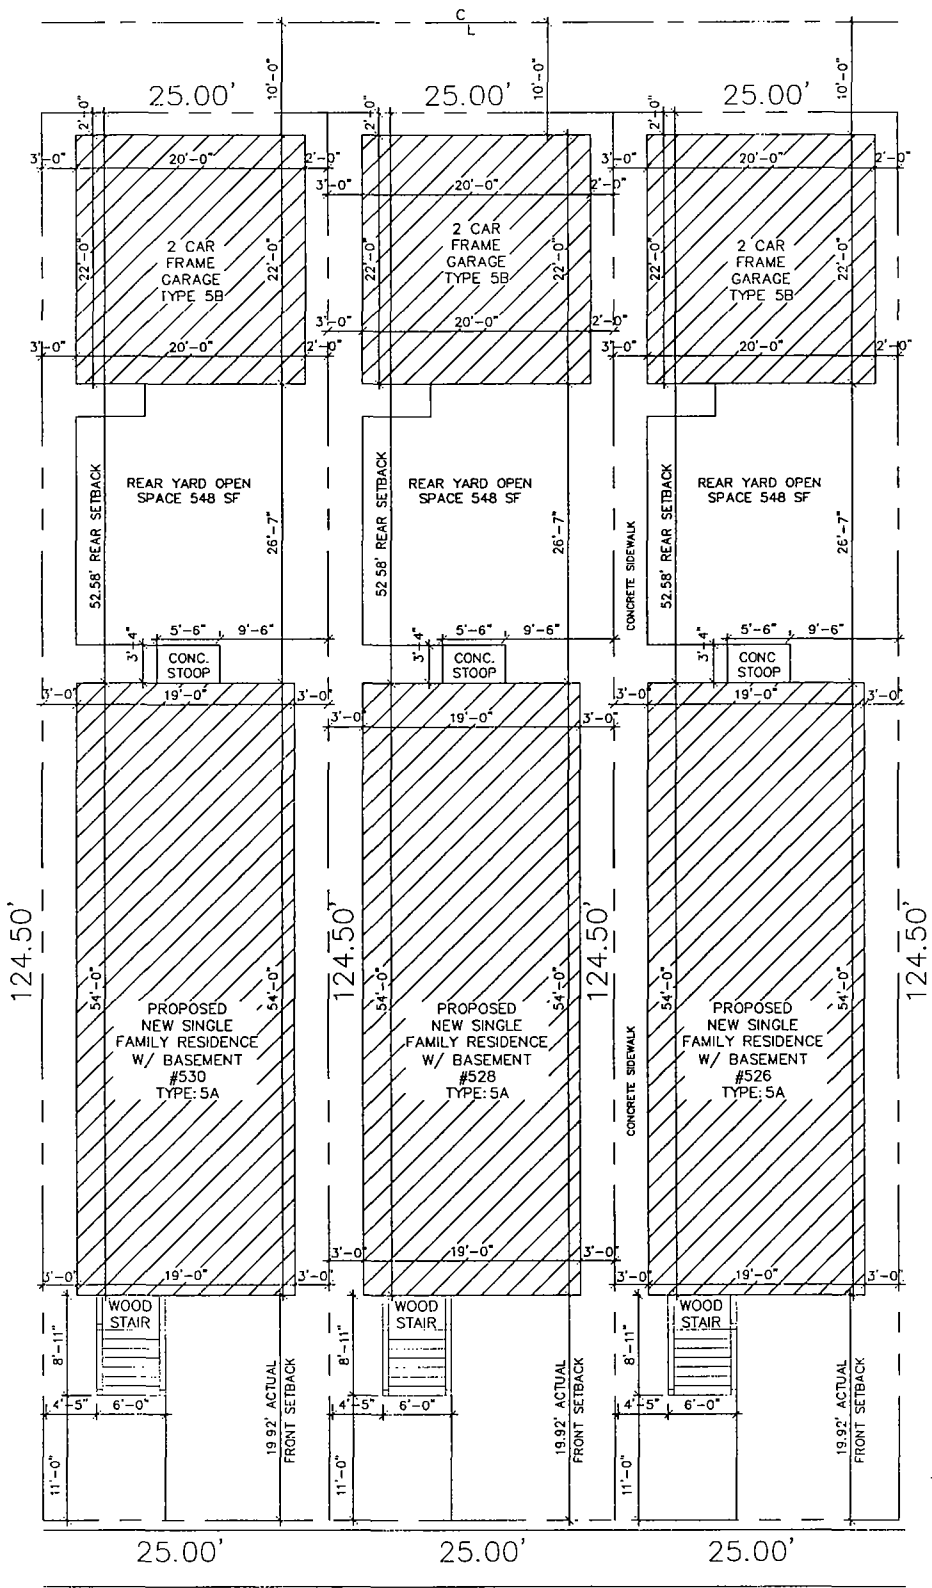 C
L
25.00'
10'-0"
25.00'
10'-0"
25.00'
10'-0"
2'-0"
2'-0"
2'-0"
3'-0"
20'-0"
2'-0"
3'-0"
20'-0"
2'-0"
3'-0"
20'-0"
2'-0"
22'-0"
2 CAR
FRAME
GARAGE
TYPE 5B
22'-0"
22'-0"
2 CAR
FRAME
GARAGE
TYPE 5B
22'-0"
22'-0"
2 CAR
FRAME
GARAGE
TYPE 5B
22'-0"
3'-0"
20'-0"
2'-0"
3'-0"
20'-0"
2'-0"
3'-0"
20'-0"
2'-0"
52.58' REAR SETBACK
REAR YARD OPEN
SPACE 548 SF
26'-7"
52.58' REAR SETBACK
REAR YARD OPEN
SPACE 548 SF
26'-7"
CONCRETE SIDEWALK
52.58' REAR SETBACK
REAR YARD OPEN
SPACE 548 SF
26'-7"
3'-4"
5'-6"
9'-6"
CONC.
STOOP
3'-4"
5'-6"
9'-6"
CONC.
STOOP
3'-4"
5'-6"
9'-6"
CONC
STOOP
3'-0"
19'-0"
3'-0"
3'-0"
19'-0"
3'-0"
3'-0"
19'-0"
3'-0"
124.50'
54'-0"
PROPOSED
NEW SINGLE
FAMILY RESIDENCE
W/ BASEMENT
#530
TYPE: 5A
54'-0"
124.50'
54'-0"
PROPOSED
NEW SINGLE
FAMILY RESIDENCE
W/ BASEMENT
#528
TYPE: 5A
54'-0"
124.50'
CONCRETE SIDEWALK
54'-0"
PROPOSED
NEW SINGLE
FAMILY RESIDENCE
W/ BASEMENT
#526
TYPE: 5A
54'-0"
124.50'
3'-0"
19'-0"
3'-0"
3'-0"
19'-0"
3'-0"
3'-0"
19'-0"
3'-0"
8'-11"
WOOD
STAIR
4'-5"
6'-0"
11'-0"
19.92' ACTUAL
FRONT SETBACK
8'-11"
WOOD
STAIR
4'-5"
6'-0"
11'-0"
19.92' ACTUAL
FRONT SETBACK
8'-11"
WOOD
STAIR
4'-5"
6'-0"
11'-0"
19.92' ACTUAL
FRONT SETBACK
25.00'
25.00'
25.00'